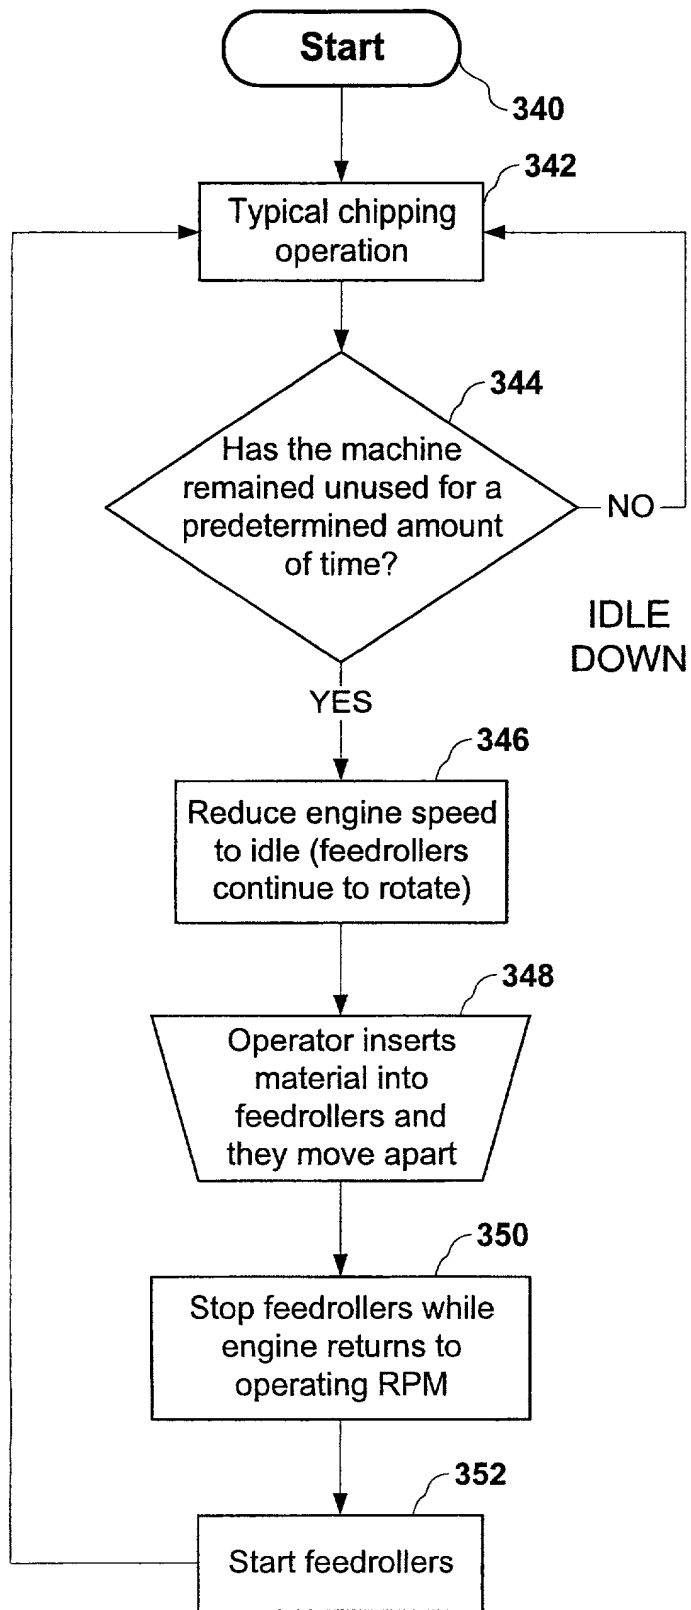 Start
340
342
Typical chipping
operation
344
Has the machine
remained unused for a
predetermined amount
of time?
NO
IDLE
DOWN
YES
346
Reduce engine speed
to idle (feedrollers
continue to rotate)
348
Operator inserts
material into
feedrollers and
they move apart
350
Stop feedrollers while
engine returns to
operating RPM
352
Start feedrollers